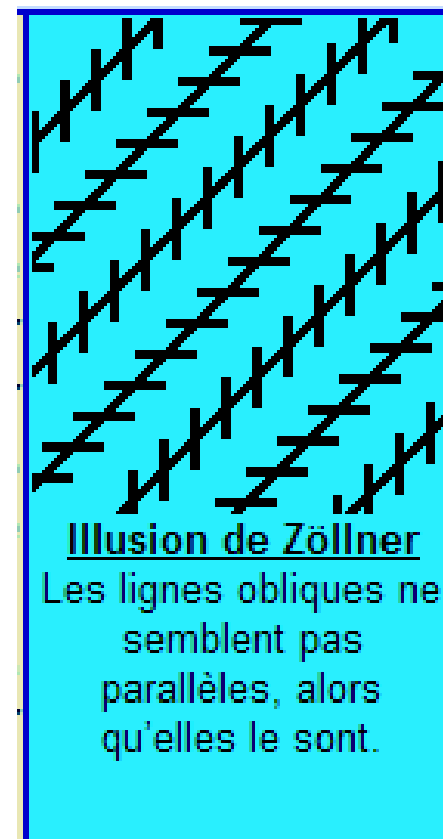 Illusion de Zöllner
Les lignes obliques ne
semblent pas
parallèles, alors
qu'elles le sont.